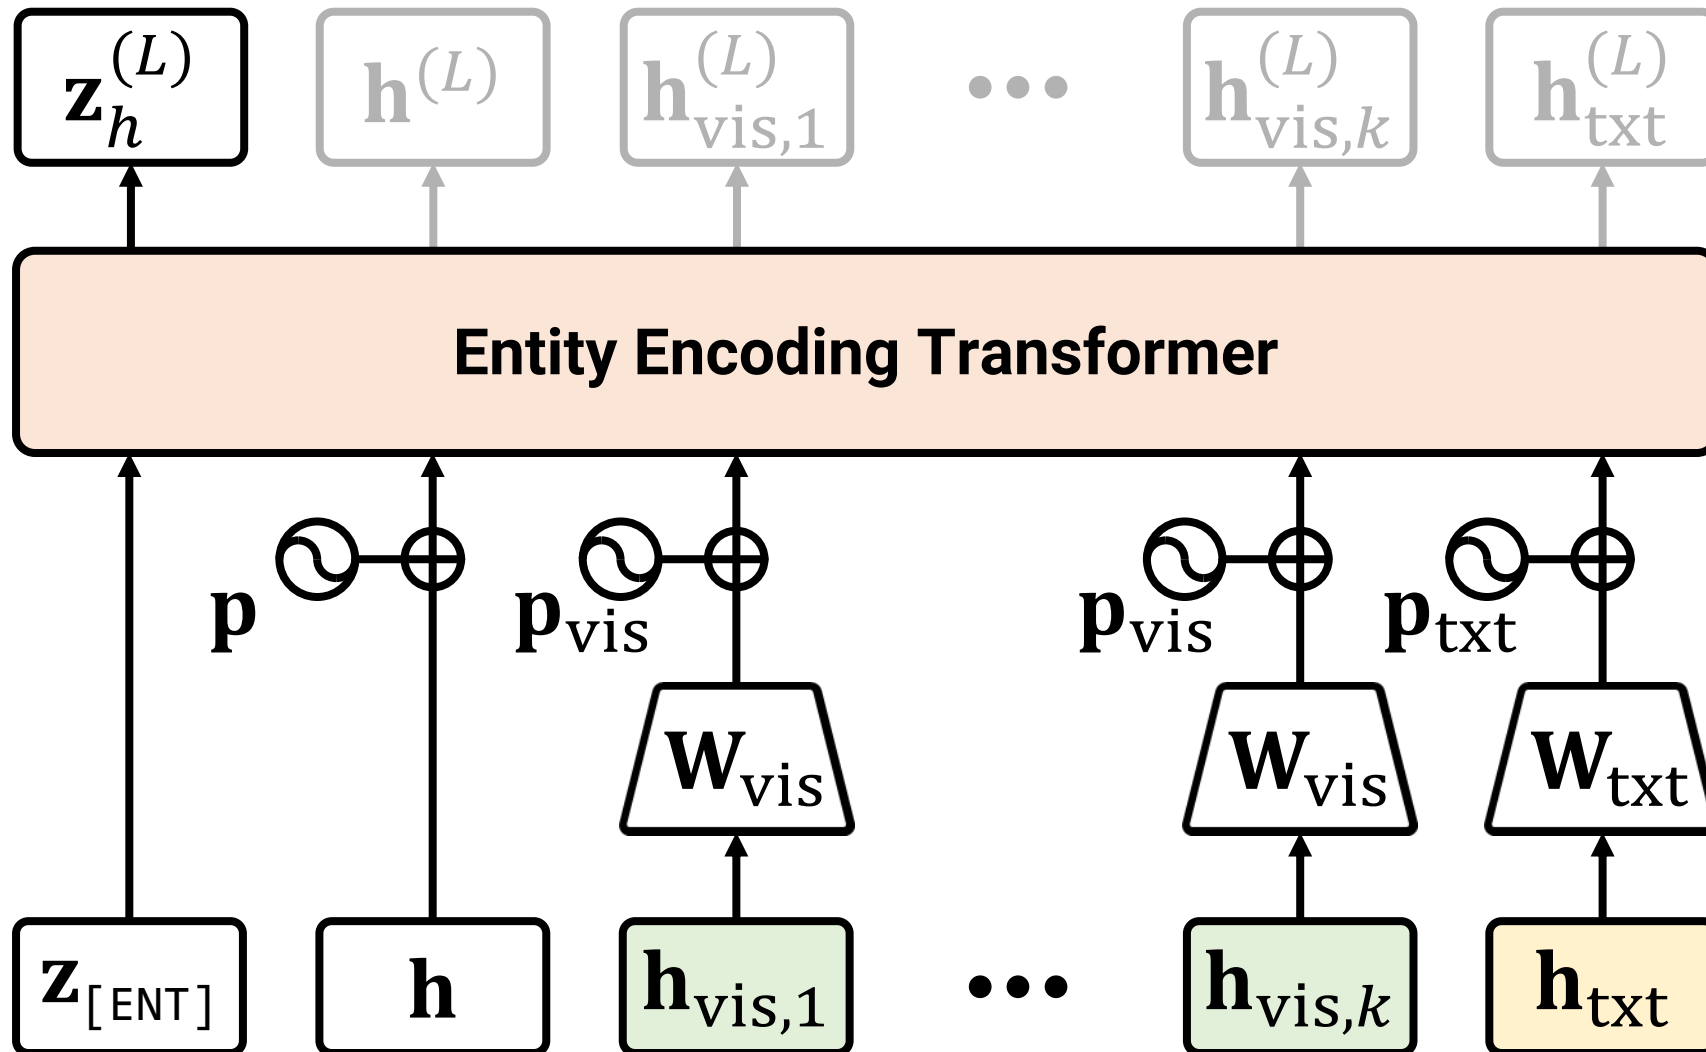 z_h^(L) h^(L) h_vis,1^(L) ••• h_vis,k^(L) h_txt^(L)
Entity Encoding Transformer
p p_vis p_vis p_txt
W_vis W_vis W_txt
z_[ENT] h h_vis,1 ••• h_vis,k h_txt